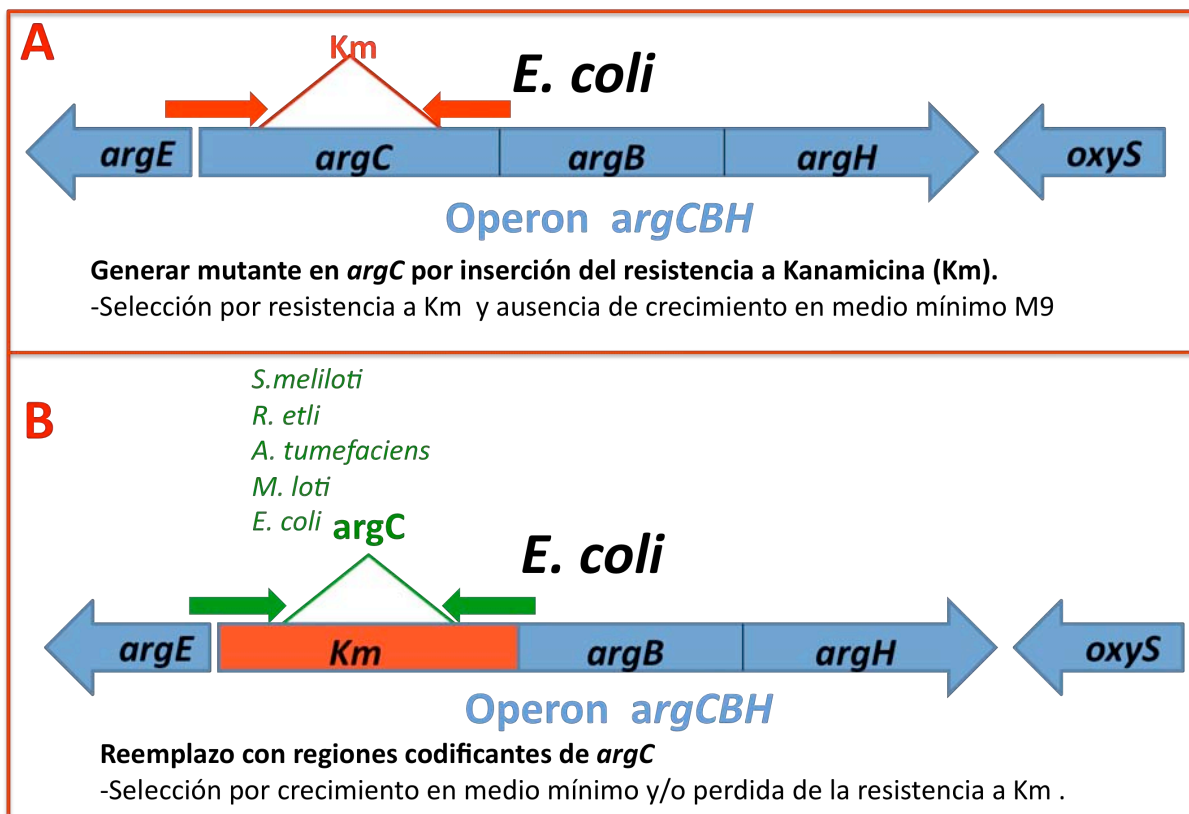 A
Km
E. coli
argE
argC
argB
argH
oxyS
Operon argCBH
Generar mutante en argC por inserción del resistencia a Kanamicina (Km).
-Selección por resistencia a Km y ausencia de crecimiento en medio mínimo M9
B
S.meliloti
R. etli
A. tumefaciens
M. loti
E. coli
argC
E. coli
argE
Km
argB
argH
oxyS
Operon argCBH
Reemplazo con regiones codificantes de argC
-Selección por crecimiento en medio mínimo y/o perdida de la resistencia a Km .